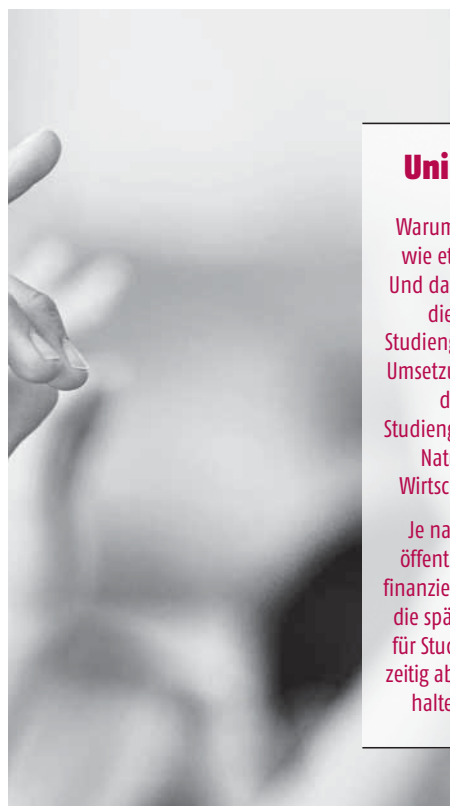 Uni
Warum
wie et
Und da
die
Studieng
Umsetzu
d
Studieng
Nat
Wirtsc
Je na
öffent
finanzie
die spä
für Stud
zeitig ab
halte